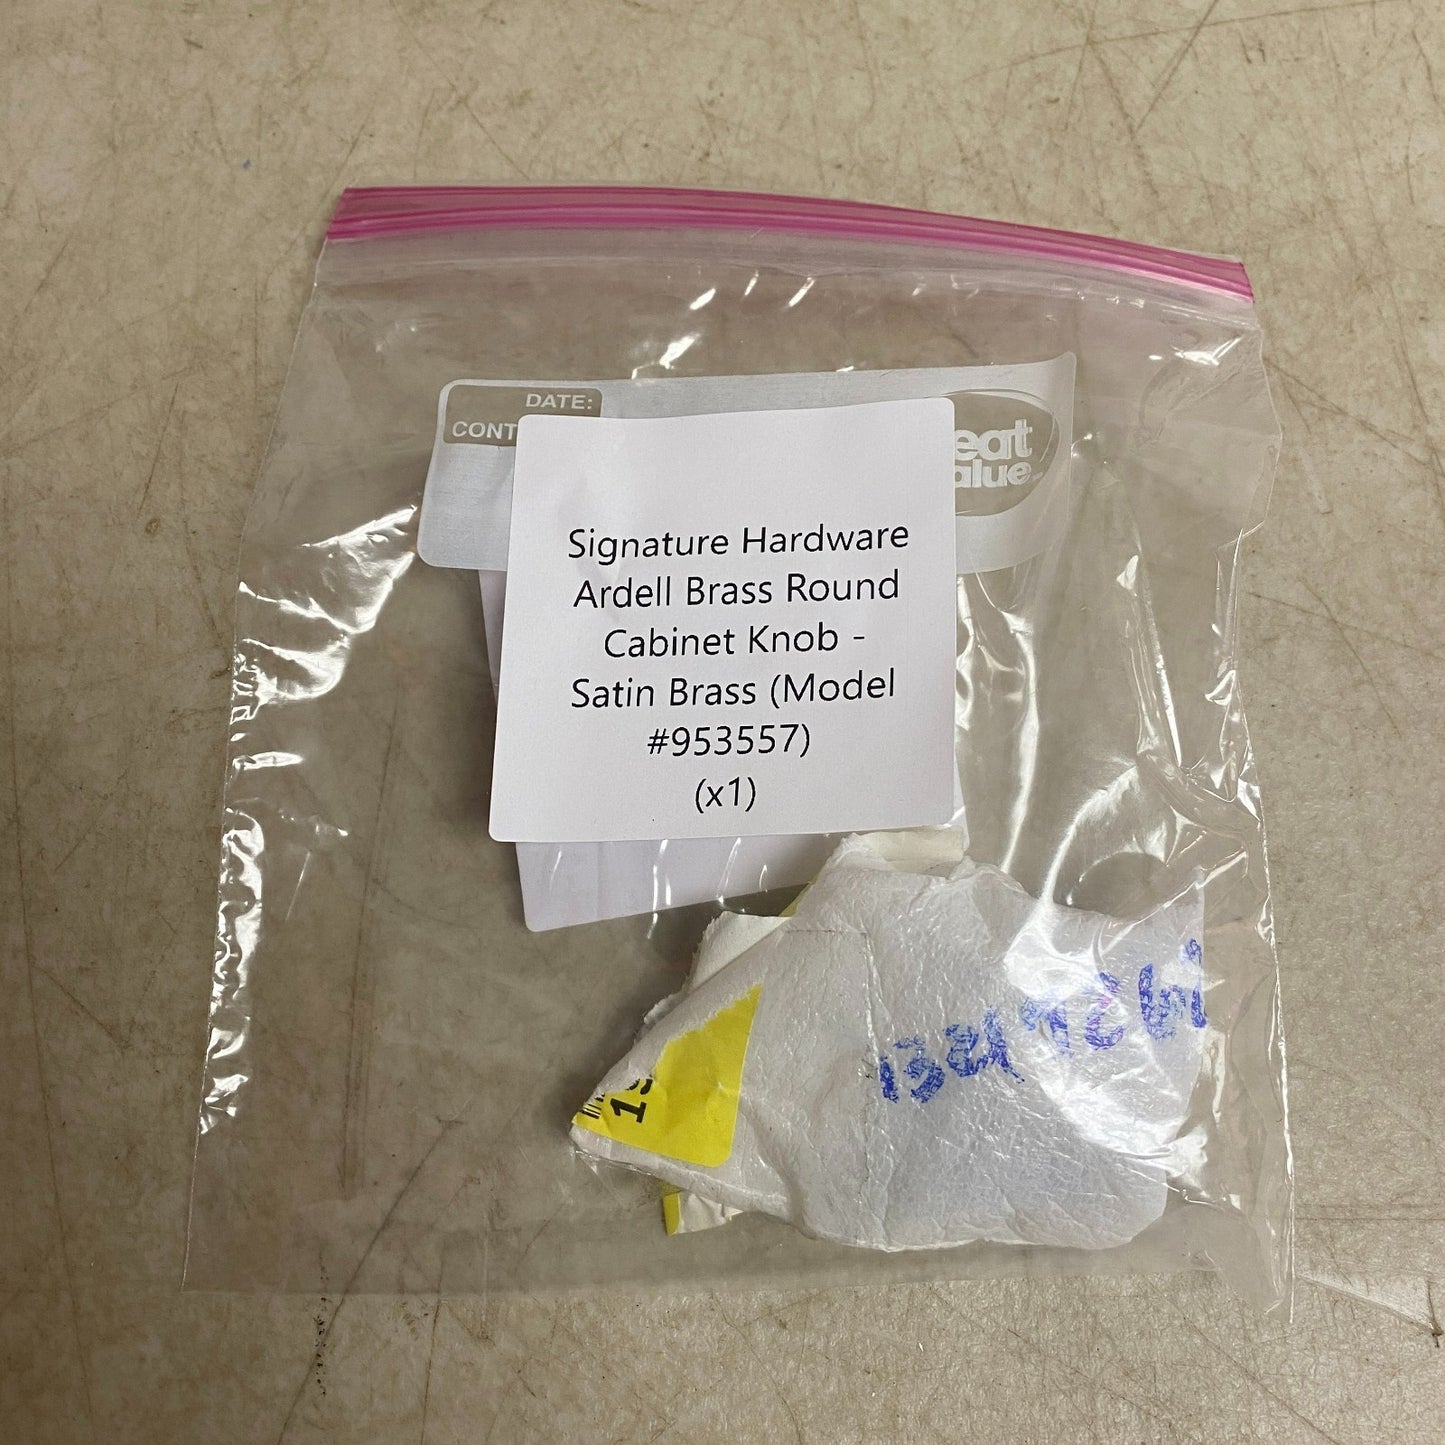 DATE:
CONT
eat
alue
Signature Hardware
Ardell Brass Round
Cabinet Knob -
Satin Brass (Model
#953557)
(x1)